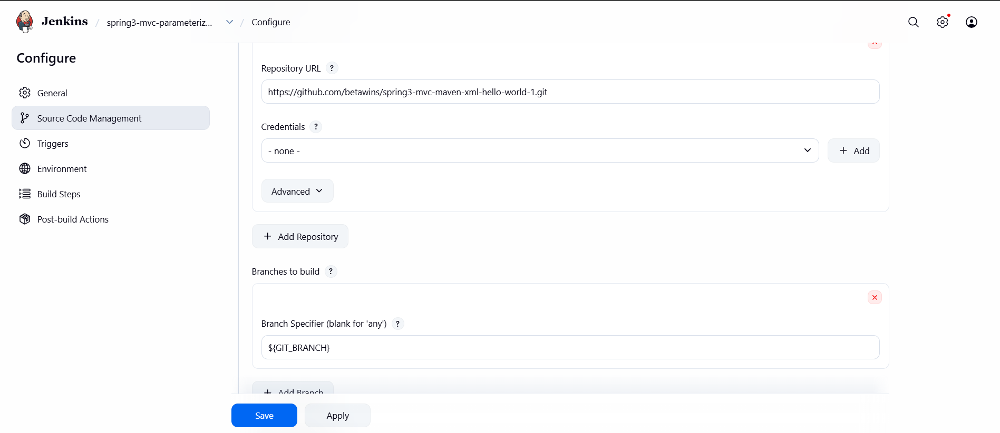 Jenkins / spring3-mvc-parameteriz... / Configure
Configure
General
Source Code Management
Triggers
Environment
Build Steps
Post-build Actions
Repository URL ?
https://github.com/betawins/spring3-mvc-maven-xml-hello-world-1.git
Credentials ?
- none -
+ Add
Advanced
+ Add Repository
Branches to build ?
Branch Specifier (blank for 'any') ?
${GIT_BRANCH}
+ Add Branch
Save
Apply